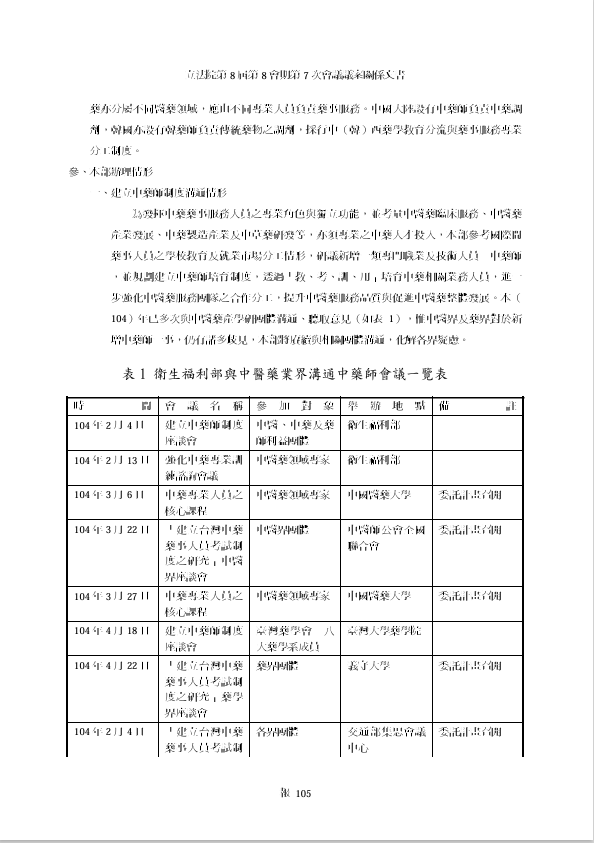 立法院第 8 屆第 8 會期第 7 次會議議案關係文書
藥亦分屬不同醫藥領域，應由不同專業人員負責藥事服務。中國大陸設有中藥師負責中藥調
劑，韓國亦設有韓藥師負責傳統藥物之調劑，採行中（韓）西藥學教育分流與藥事服務專業
分工制度。
參、本部辦理情形
一、建立中藥師制度溝通情形
為發揮中藥藥事服務人員之專業角色與獨立功能，並考量中醫藥臨床服務、中醫藥
產業發展、中藥製造產業及中草藥研發等，亦須專業之中藥人才投入，本部參考國際間
藥事人員之學校教育及就業市場分工情形，研議新增一類專門職業及技術人員—中藥師
，並規劃建立中藥師培育制度，透過「教、考、訓、用」培育中藥相關業務人員，進一
步強化中醫藥服務團隊之合作分工，提升中醫藥服務品質與促進中醫藥整體發展。本（
104）年已多次與中醫藥產學研團體溝通、聽取意見（如表 1），惟中醫界及藥界對於新
增中藥師一事，仍有諸多歧見，本部將賡續與相關團體溝通，化解各界疑慮。
表 1 衛生福利部與中醫藥業界溝通中藥師會議一覽表
時間 會議名稱 參加對象 舉辦地點 備註
104 年 2 月 4 日 建立中藥師制度 中醫、中藥及藥 衛生福利部
座談會 師利益團體
104 年 2 月 13 日 強化中藥專業訓 中醫藥領域專家 衛生福利部
練諮詢會議
104 年 3 月 6 日 中藥專業人員之 中醫藥領域專家 中國醫藥大學 委託計畫召開
核心課程
104 年 3 月 22 日 「建立台灣中藥 中醫界團體 中醫師公會全國 委託計畫召開
藥事人員考試制 聯合會
度之研究」中醫
界座談會
104 年 3 月 27 日 中藥專業人員之 中醫藥領域專家 中國醫藥大學 委託計畫召開
核心課程
104 年 4 月 18 日 建立中藥師制度 臺灣藥學會—八 臺灣大學藥學院
座談會 大藥學系成員
104 年 4 月 22 日 「建立台灣中藥 藥界團體 義守大學 委託計畫召開
藥事人員考試制
度之研究」藥學
界座談會
104 年 2 月 4 日 「建立台灣中藥 各界團體 交通部集思會議 委託計畫召開
藥事人員考試制 中心
報 105